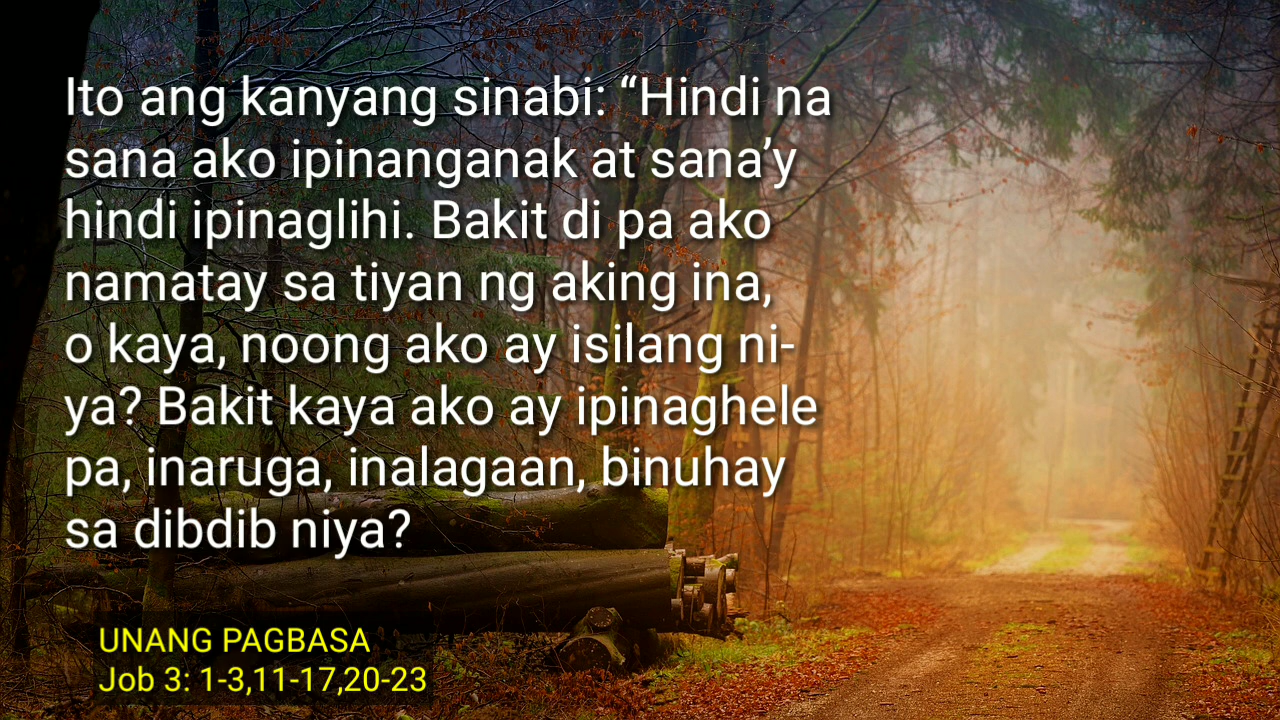 Ito ang kanyang sinabi: “Hindi na
sana ako ipinanganak at sana’y
hindi ipinaglihi. Bakit di pa ako
namatay sa tiyan ng aking ina,
o kaya, noong ako ay isilang ni-
ya? Bakit kaya ako ay ipinaghele
pa, inaruga, inalagaan, binuhay
sa dibdib niya?
UNANG PAGBASA
Job 3: 1-3,11-17,20-23